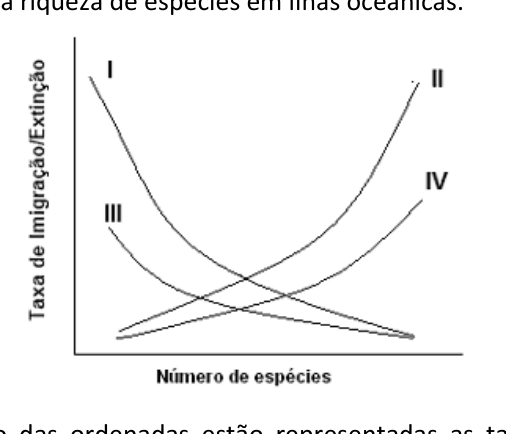 a riqueza de espécies em ilhas oceânicas.
I
II
III
IV
Taxa de Imigração/Extinção
Número de espécies
das ordenadas estão representadas as